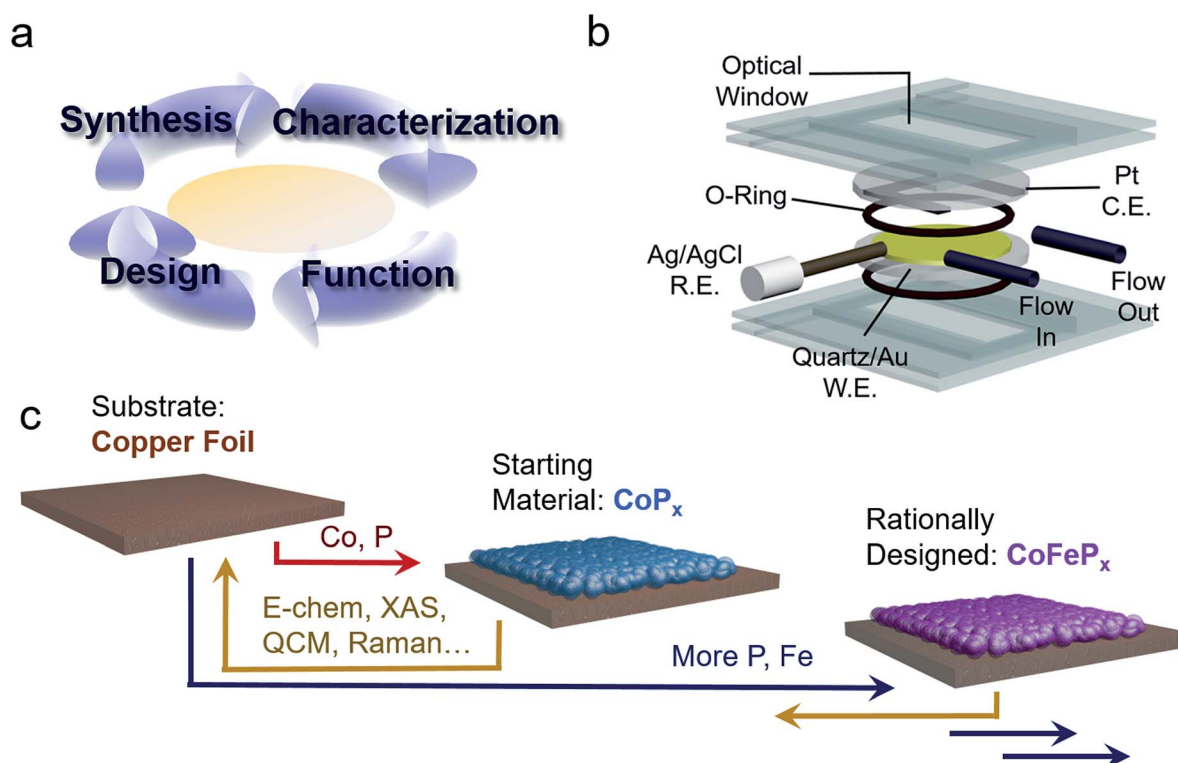 a
Synthesis
Characterization
Design
Function
b
Optical
Window
O-Ring
Pt
C.E.
Ag/AgCl
R.E.
Flow
Out
Flow
In
Quartz/Au
W.E.
c
Substrate:
Copper Foil
Starting
Material: CoPₓ
Rationally
Designed: CoFePₓ
Co, P
E-chem, XAS,
QCM, Raman...
More P, Fe